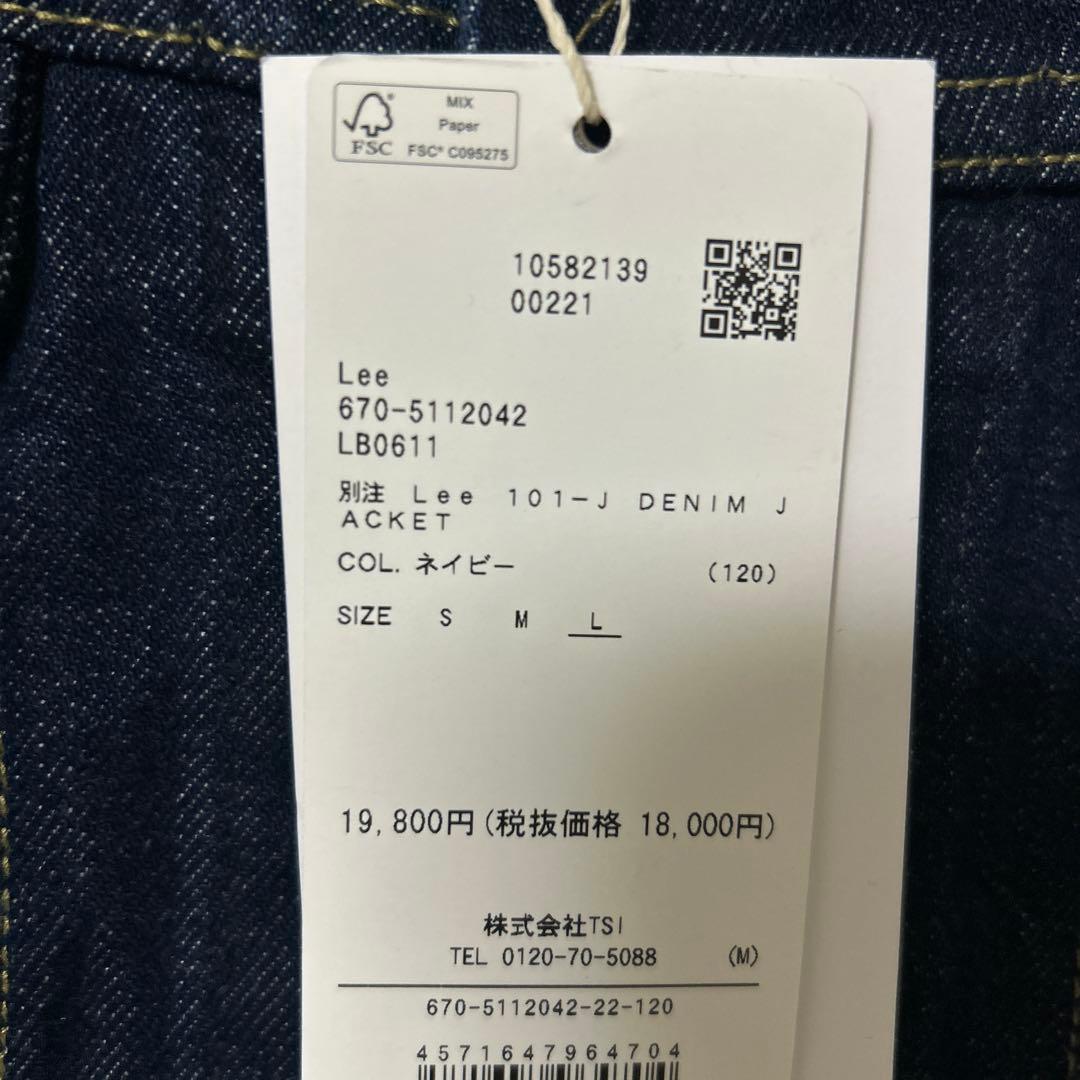 MIX
Paper
FSC® C095275
FSC
10582139
00221
Lee
670-5112042
LB0611
別注 Lee 101-J DENIM J
ACKET
COL. ネイビー (120)
SIZE S M L
19,800円(税抜価格 18,000円)
株式会社TSI
TEL 0120-70-5088 (M)
670-5112042-22-120
4571647964704